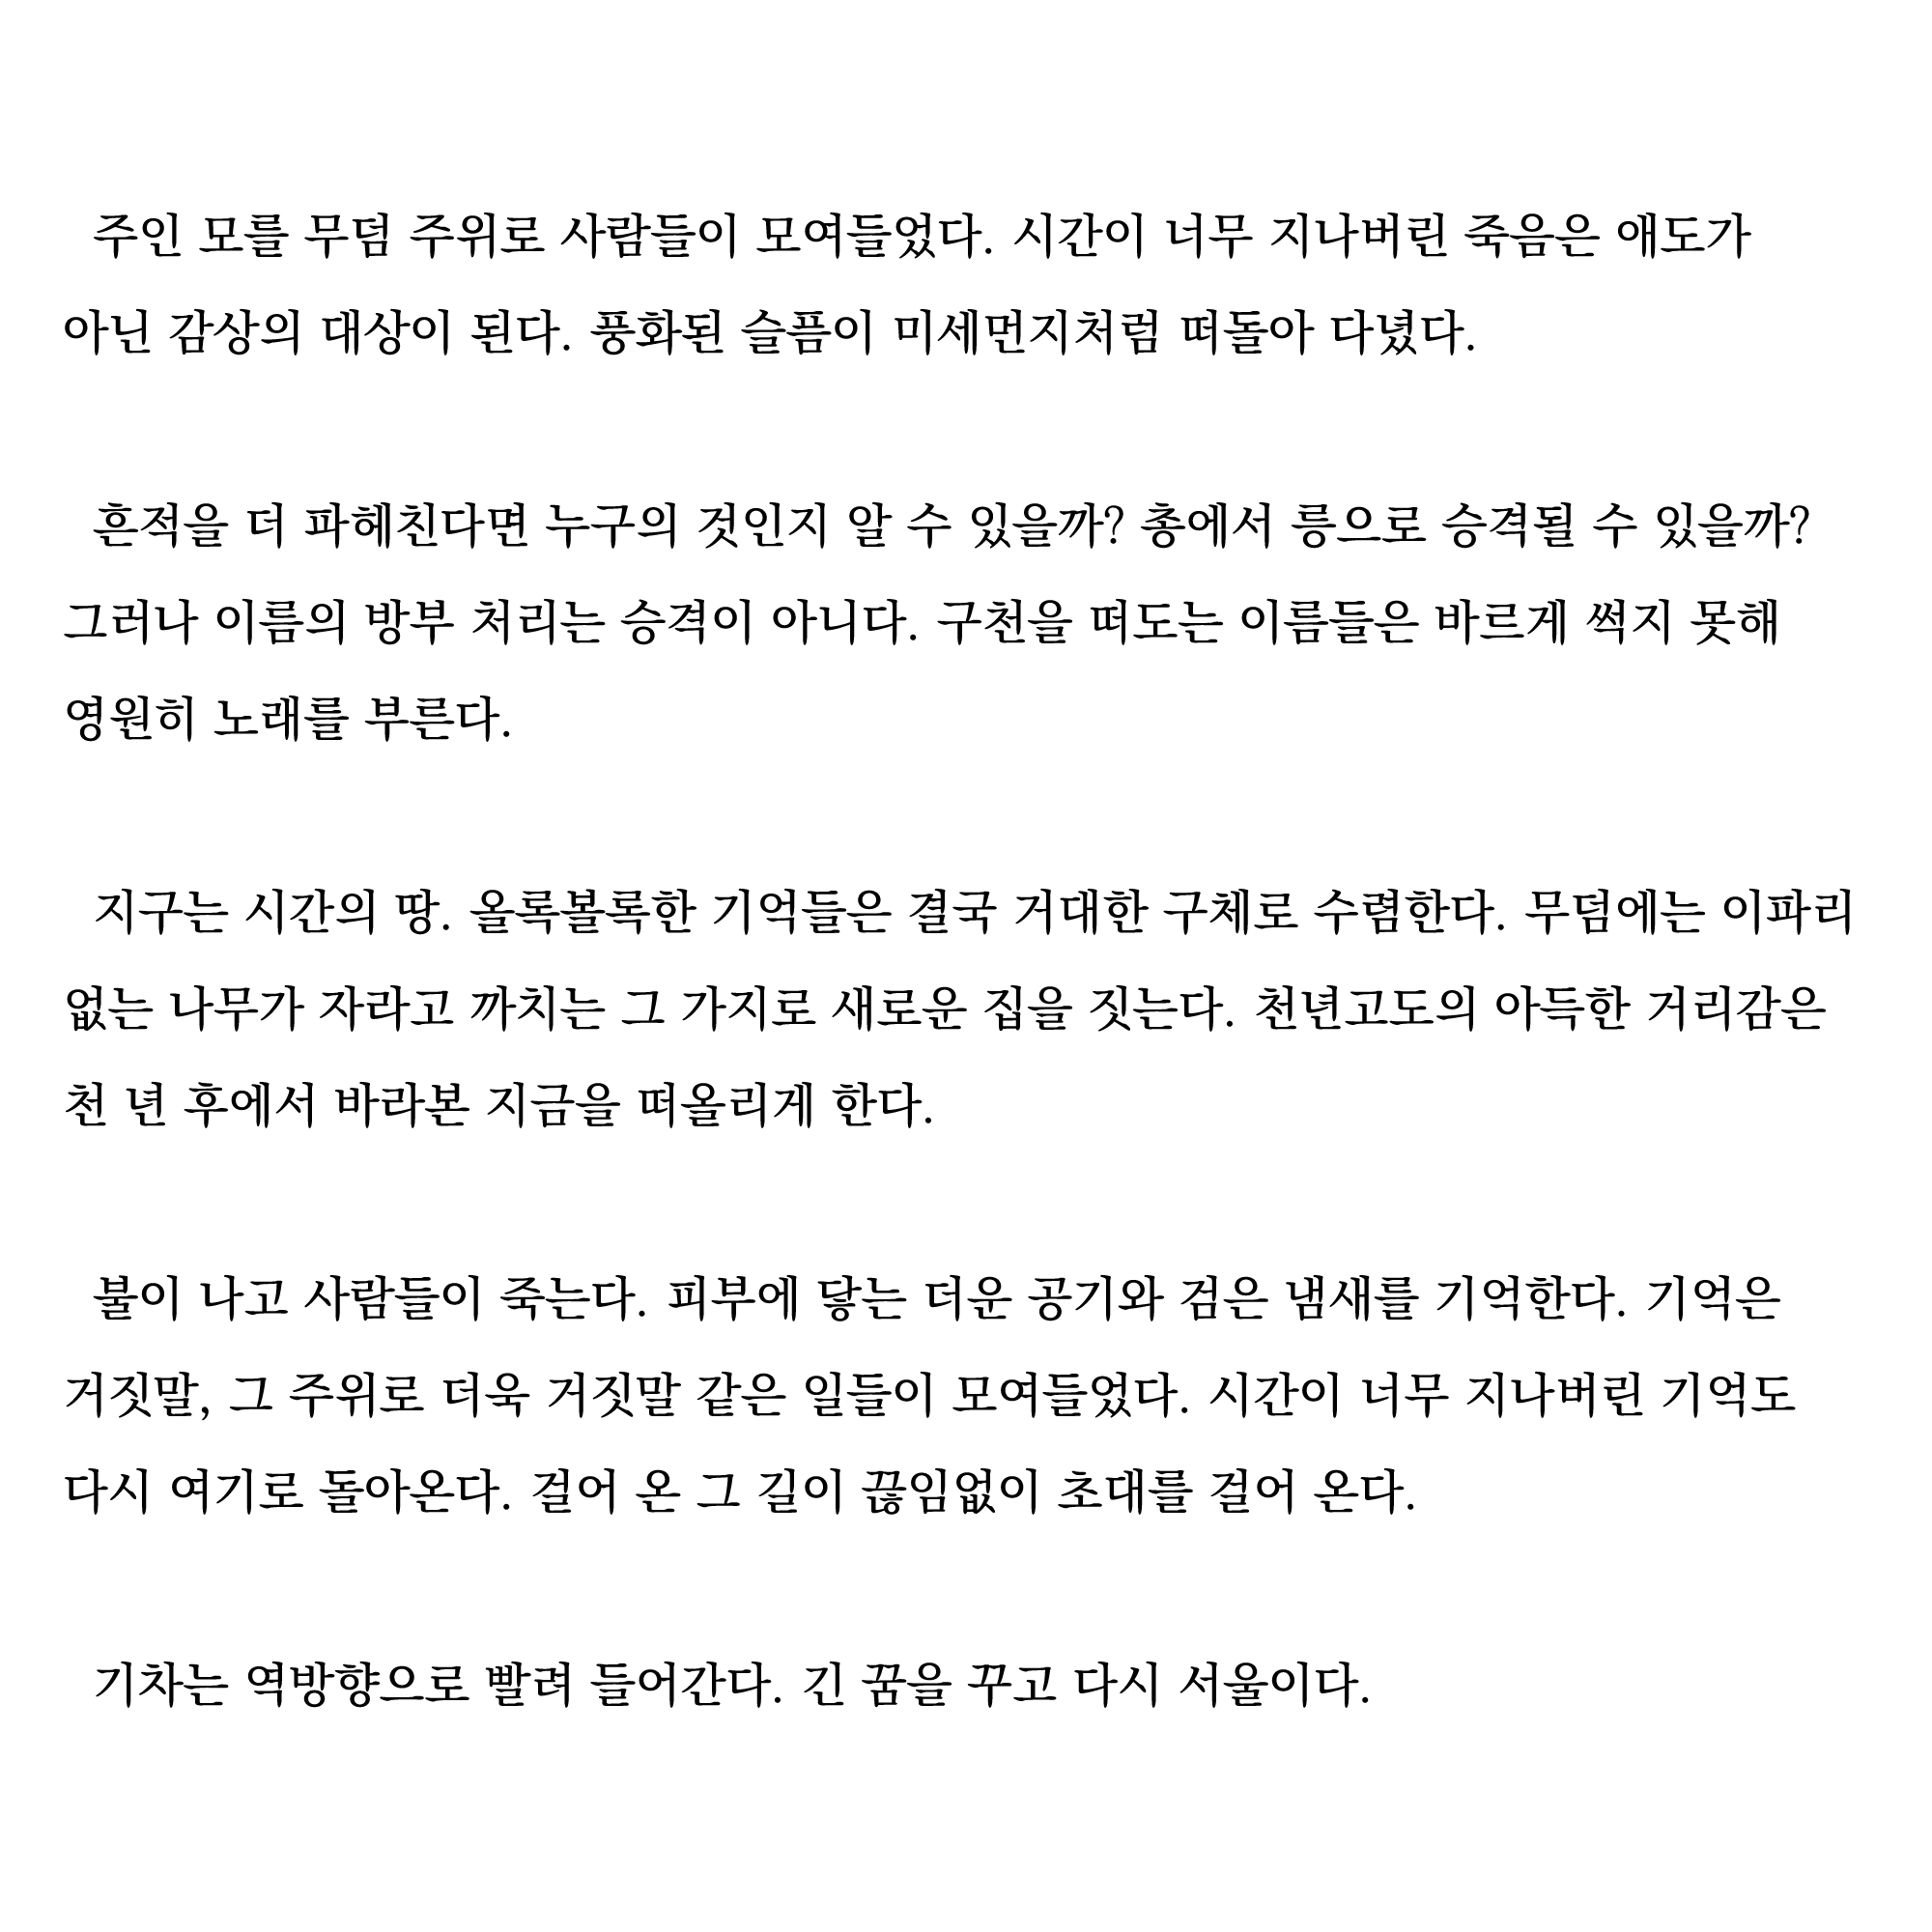 주인 모를 무덤 주위로 사람들이 모여들었다. 시간이 너무 지나버린 죽음은 애도가
아닌 감상의 대상이 된다. 풍화된 슬픔이 미세먼지처럼 떠돌아 다녔다.
흔적을 더 파헤친다면 누구의 것인지 알 수 있을까? 총에서 릉으로 승격될 수 있을까?
그러나 이름의 방부 처리는 승격이 아니다. 구천을 떠도는 이름들은 바르게 썩지 못해
영원히 노래를 부른다.
지구는 시간의 땅. 올록볼록한 기억들은 결국 거대한 구체로 수렴한다. 무덤에는 이파리
없는 나무가 자라고 까치는 그 가지로 새로운 집을 짓는다. 천년고도의 아득한 거리감은
천 년 후에서 바라본 지금을 떠올리게 한다.
불이 나고 사람들이 죽는다. 피부에 닿는 더운 공기와 검은 냄새를 기억한다. 기억은
거짓말, 그 주위로 더욱 거짓말 같은 일들이 모여들었다. 시간이 너무 지나버린 기억도
다시 여기로 돌아온다. 걸어 온 그 길이 끊임없이 초대를 걸어 온다.
기차는 역방향으로 빨려 들어간다. 긴 꿈을 꾸고 다시 서울이다.